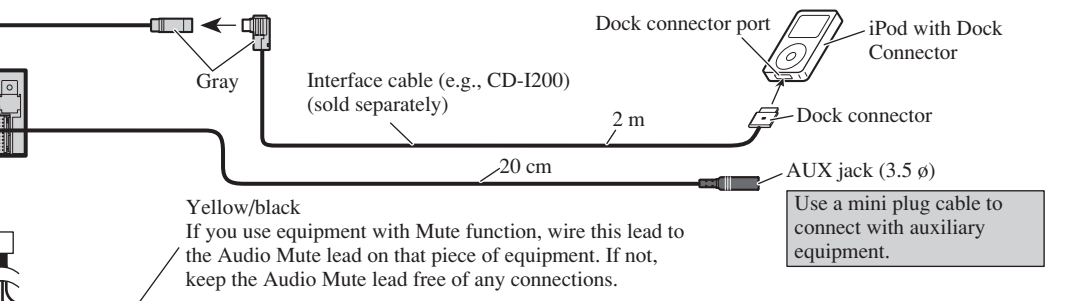 Dock connector port
iPod with Dock
Connector
Gray
Interface cable (e.g., CD-I200)
(sold separately)
2 m
Dock connector
20 cm
AUX jack (3.5 ø)
Use a mini plug cable to
connect with auxiliary
equipment.
Yellow/black
If you use equipment with Mute function, wire this lead to
the Audio Mute lead on that piece of equipment. If not,
keep the Audio Mute lead free of any connections.